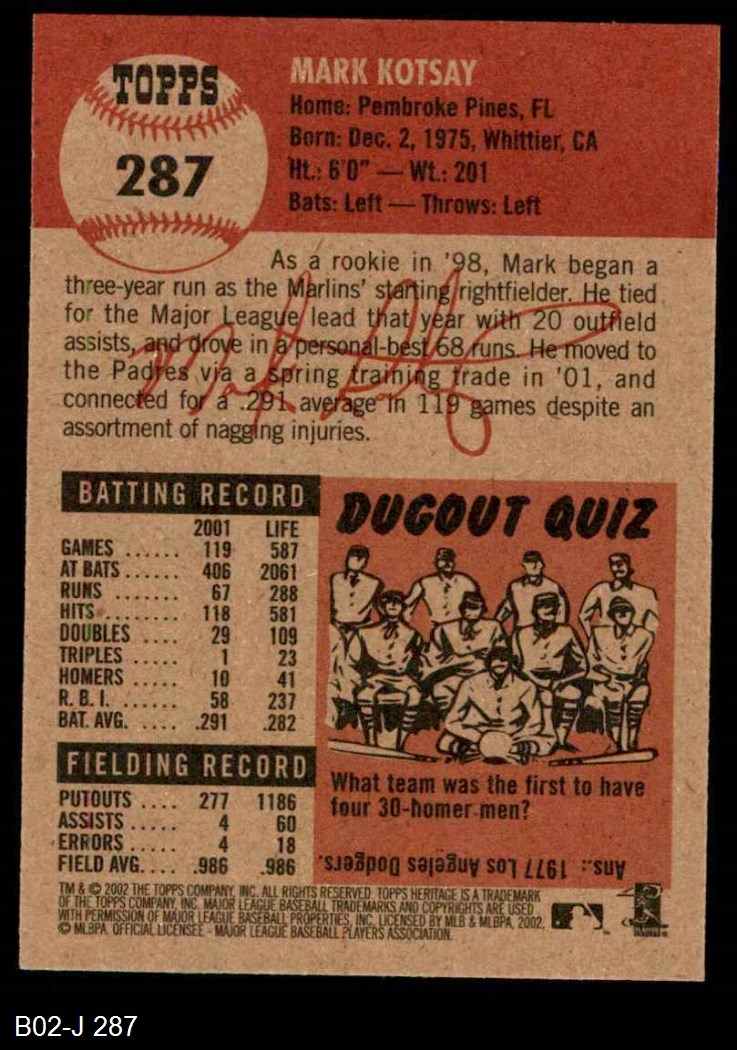 TOPPS
287
MARK KOTSAY
Home: Pembroke Pines, FL
Born: Dec. 2, 1975, Whittier, CA
Ht.: 6'0" — Wt.: 201
Bats: Left — Throws: Left
As a rookie in '98, Mark began a
three-year run as the Marlins' starting rightfielder. He tied
for the Major League lead that year with 20 outfield
assists, and drove in a personal-best 68 runs. He moved to
the Padres via a spring training trade in '01, and
connected for a .291 average in 119 games despite an
assortment of nagging injuries.
Mark Kotsay
BATTING RECORD
2001 LIFE
GAMES ...... 119 587
AT BATS ...... 406 2061
RUNS ....... 67 288
HITS ........ 118 581
DOUBLES .... 29 109
TRIPLES ..... 1 23
HOMERS .... 10 41
R. B. I. ...... 58 237
BAT. AVG. .... .291 .282
FIELDING RECORD
PUTOUTS .... 277 1186
ASSISTS ..... 4 60
ERRORS ..... 4 18
FIELD AVG. ... .986 .986
DUGOUT QUIZ
What team was the first to have
four 30-homer men?
Ans.: 1977 Los Angeles Dodgers.
TM & © 2002 THE TOPPS COMPANY, INC. ALL RIGHTS RESERVED. TOPPS HERITAGE IS A TRADEMARK
OF THE TOPPS COMPANY, INC. MAJOR LEAGUE BASEBALL TRADEMARKS AND COPYRIGHTS ARE USED
WITH PERMISSION OF MAJOR LEAGUE BASEBALL PROPERTIES, INC. LICENSED BY MLB & MLBPA, 2002.
© MLBPA. OFFICIAL LICENSEE - MAJOR LEAGUE BASEBALL PLAYERS ASSOCIATION.
B02-J 287